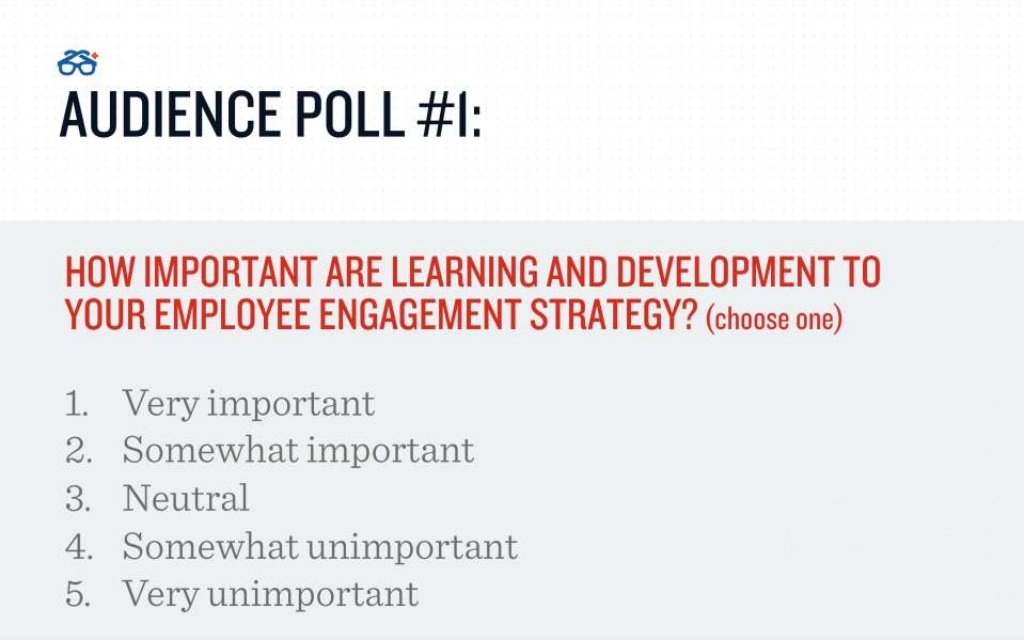 AUDIENCE POLL #1:
HOW IMPORTANT ARE LEARNING AND DEVELOPMENT TO
YOUR EMPLOYEE ENGAGEMENT STRATEGY? (choose one)
1. Very important
2. Somewhat important
3. Neutral
4. Somewhat unimportant
5. Very unimportant